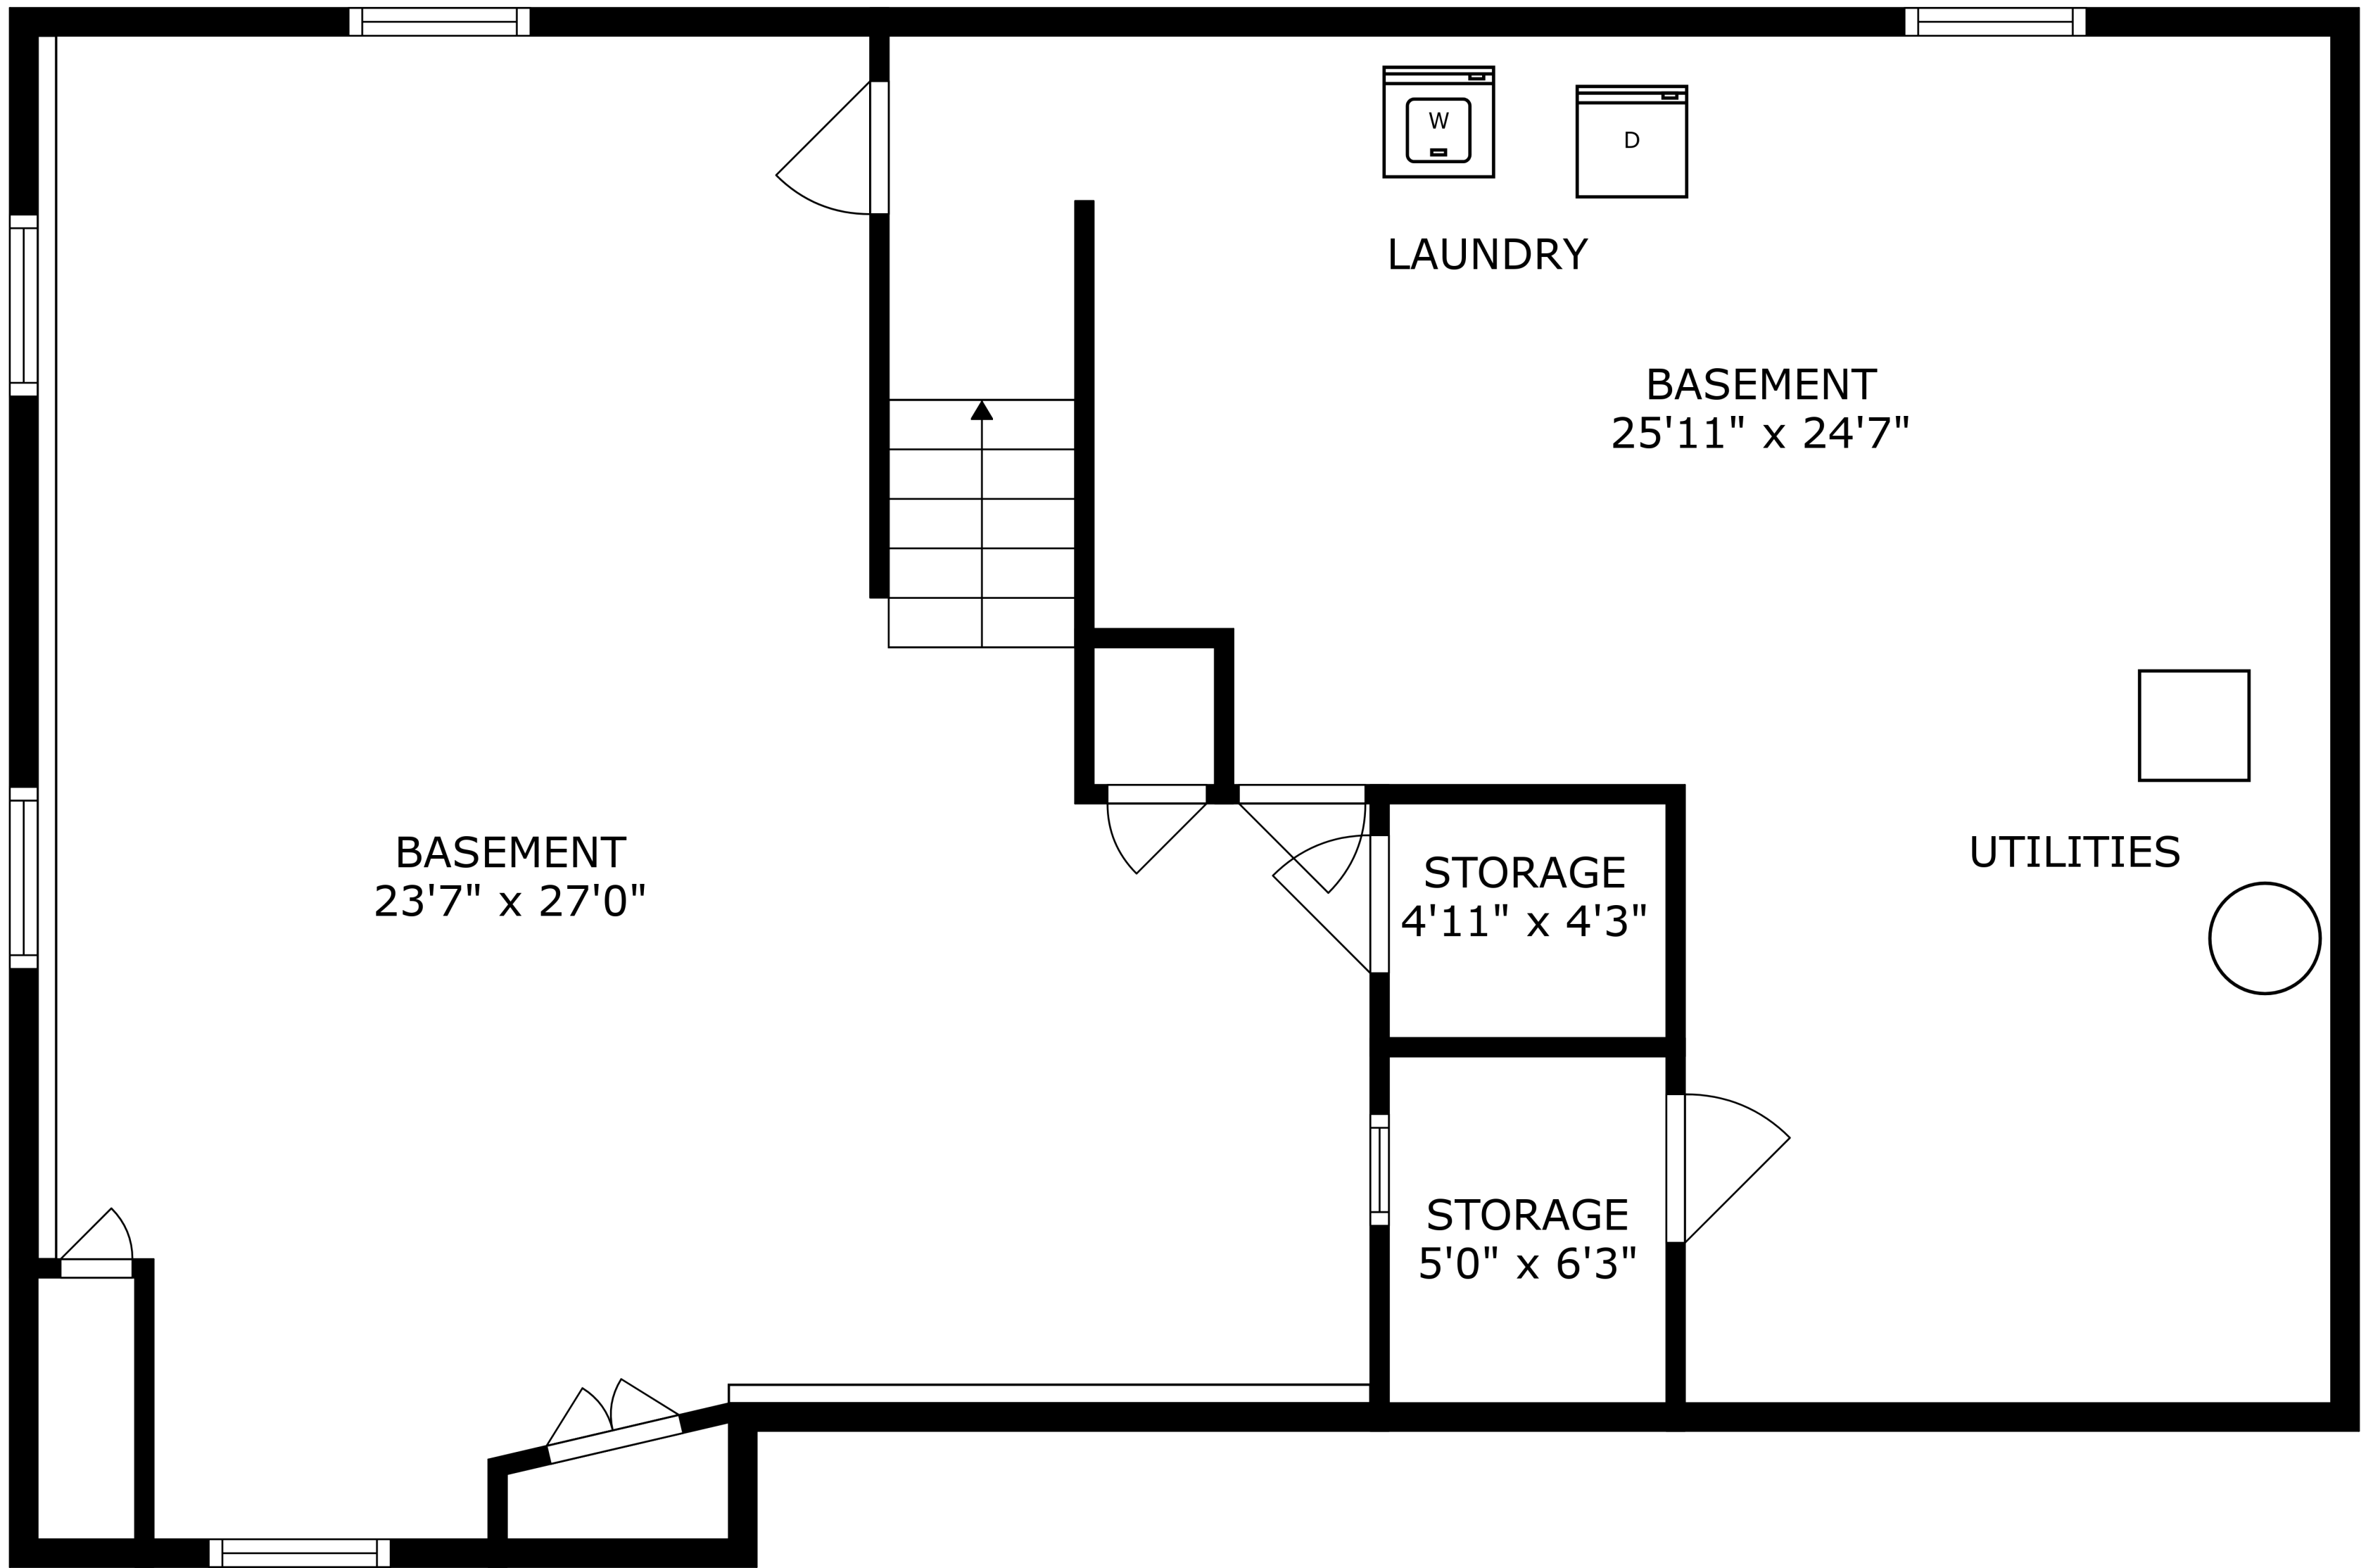 W
D
LAUNDRY
BASEMENT
25'11" x 24'7"
BASEMENT
23'7" x 27'0"
STORAGE
4'11" x 4'3"
UTILITIES
STORAGE
5'0" x 6'3"